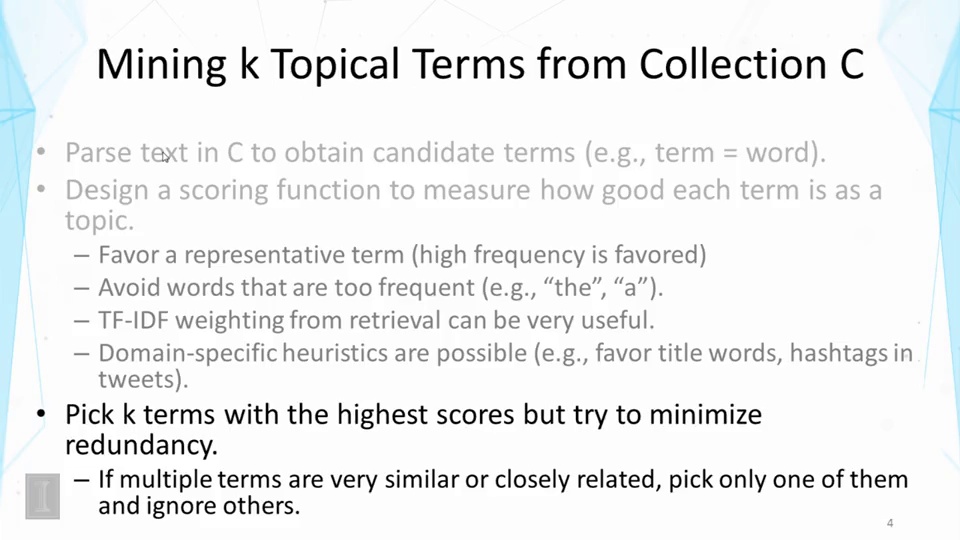 Mining k Topical Terms from Collection C
• Parse text in C to obtain candidate terms (e.g., term = word).
• Design a scoring function to measure how good each term is as a
topic.
– Favor a representative term (high frequency is favored)
– Avoid words that are too frequent (e.g., “the”, “a”).
– TF-IDF weighting from retrieval can be very useful.
– Domain-specific heuristics are possible (e.g., favor title words, hashtags in
tweets).
• Pick k terms with the highest scores but try to minimize
redundancy.
– If multiple terms are very similar or closely related, pick only one of them
and ignore others.
I
4